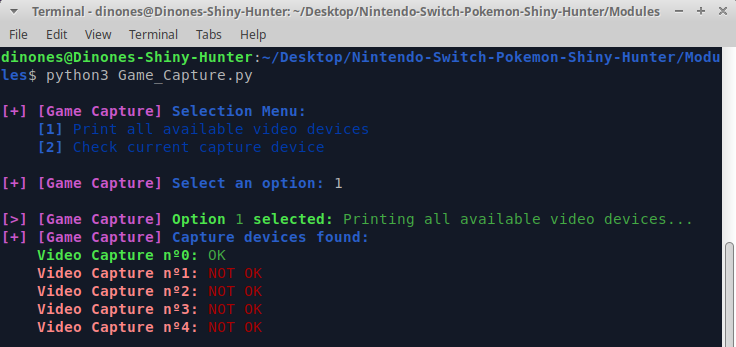 Terminal - dinones@Dinones-Shiny-Hunter: ~/Desktop/Nintendo-Switch-Pokemon-Shiny-Hunter/Modules
File Edit View Terminal Tabs Help
dinones@Dinones-Shiny-Hunter:~/Desktop/Nintendo-Switch-Pokemon-Shiny-Hunter/Modu
les$ python3 Game_Capture.py
[+] [Game Capture] Selection Menu:
[1] Print all available video devices
[2] Check current capture device
[+] [Game Capture] Select an option: 1
[>] [Game Capture] Option 1 selected: Printing all available video devices...
[+] [Game Capture] Capture devices found:
Video Capture nº0: OK
Video Capture nº1: NOT OK
Video Capture nº2: NOT OK
Video Capture nº3: NOT OK
Video Capture nº4: NOT OK